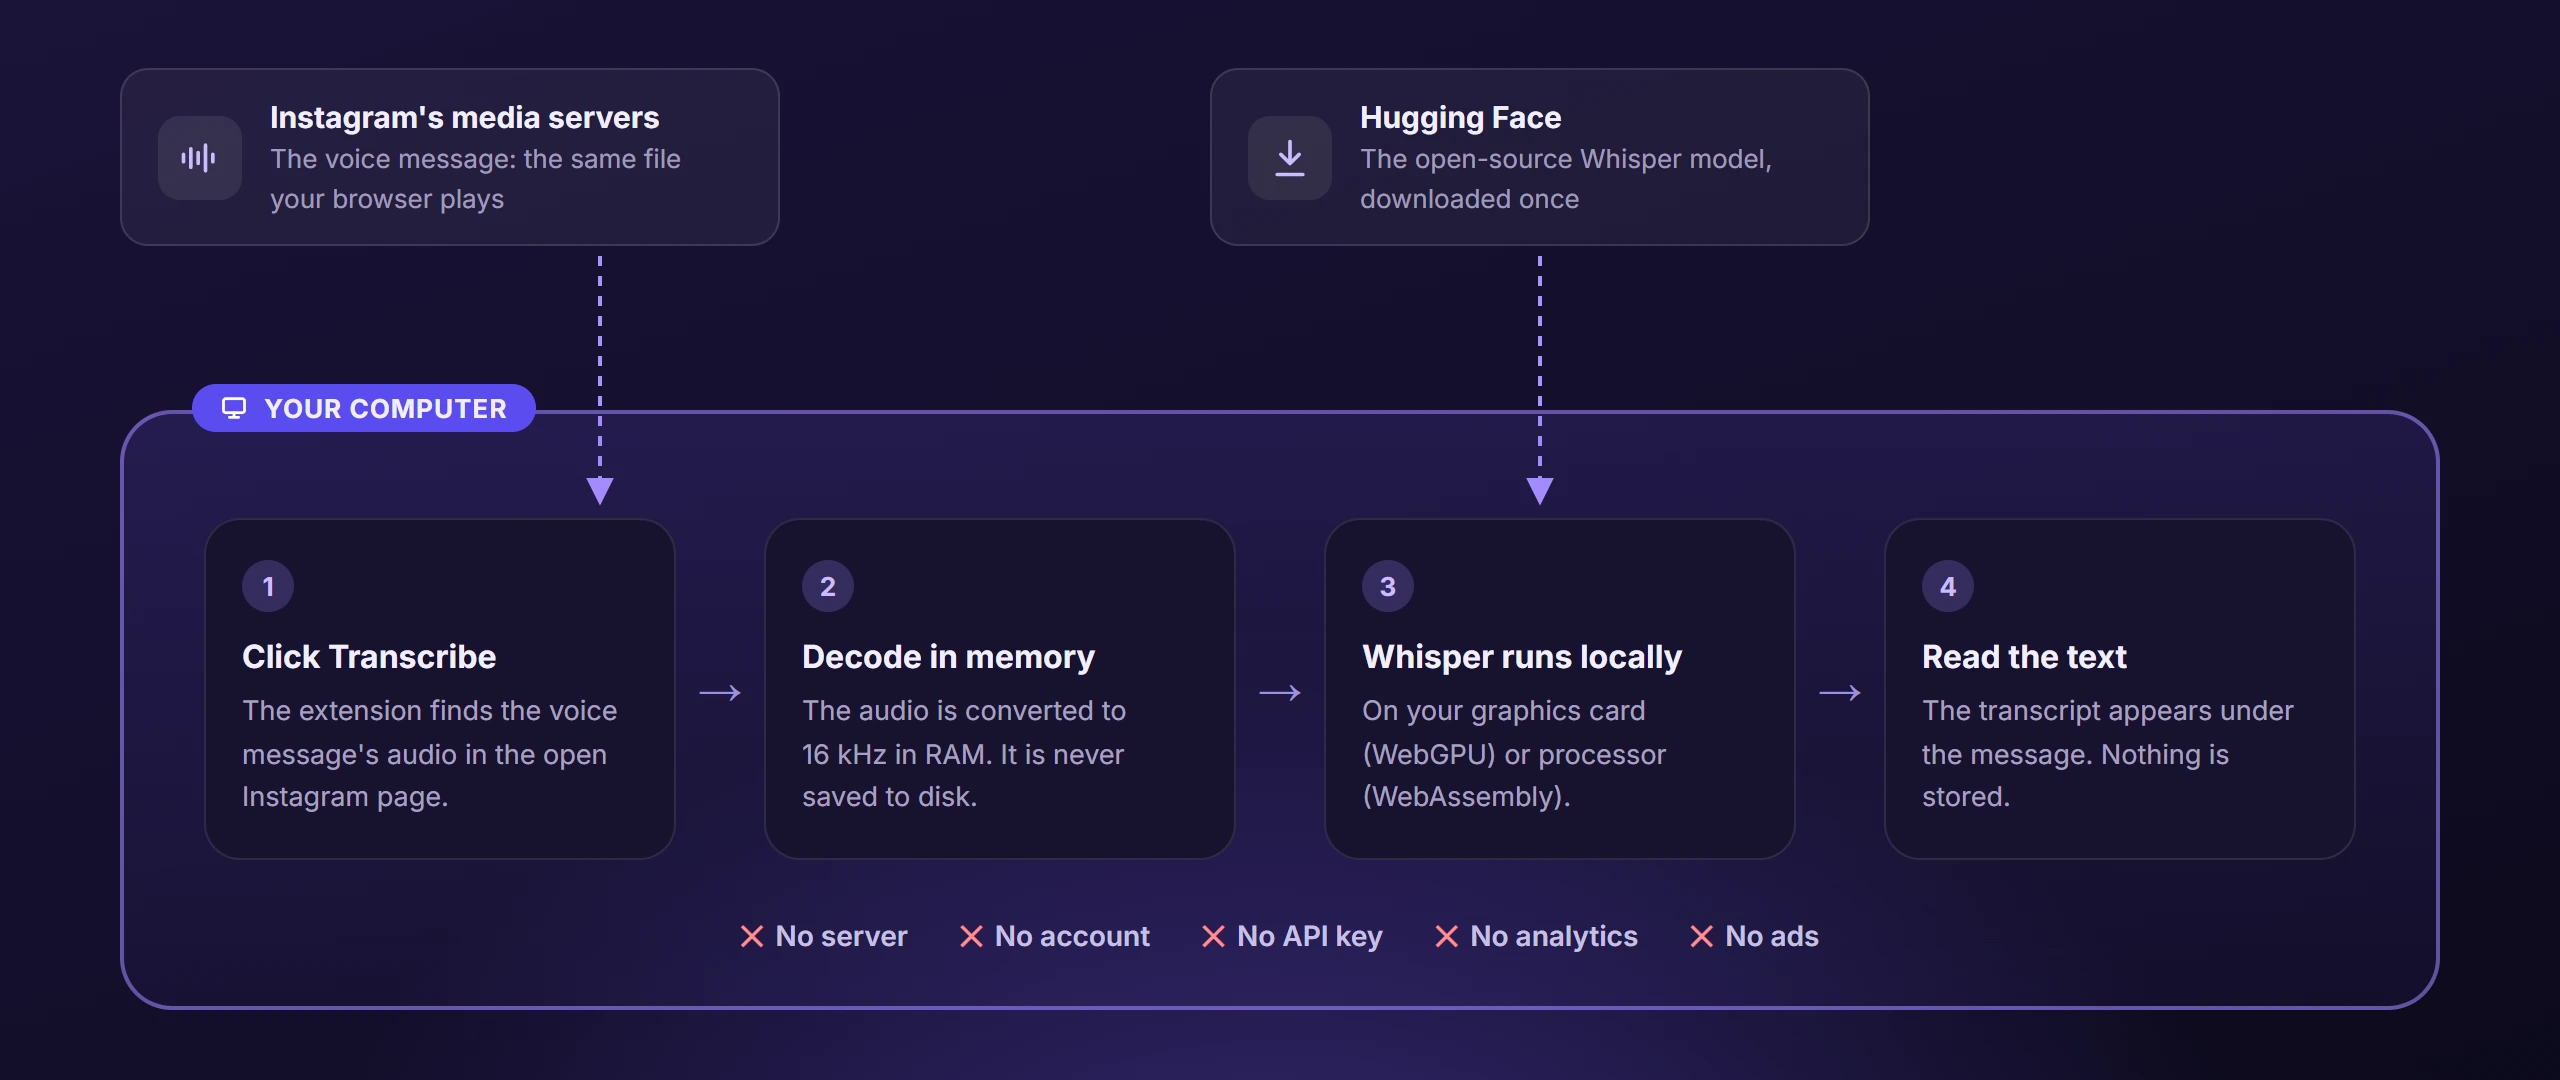 Instagram's media servers
The voice message: the same file
your browser plays
Hugging Face
The open-source Whisper model,
downloaded once
YOUR COMPUTER
1
Click Transcribe
The extension finds the voice
message's audio in the open
Instagram page.
→
2
Decode in memory
The audio is converted to
16 kHz in RAM. It is never
saved to disk.
→
3
Whisper runs locally
On your graphics card
(WebGPU) or processor
(WebAssembly).
→
4
Read the text
The transcript appears under
the message. Nothing is
stored.
No server
No account
No API key
No analytics
No ads